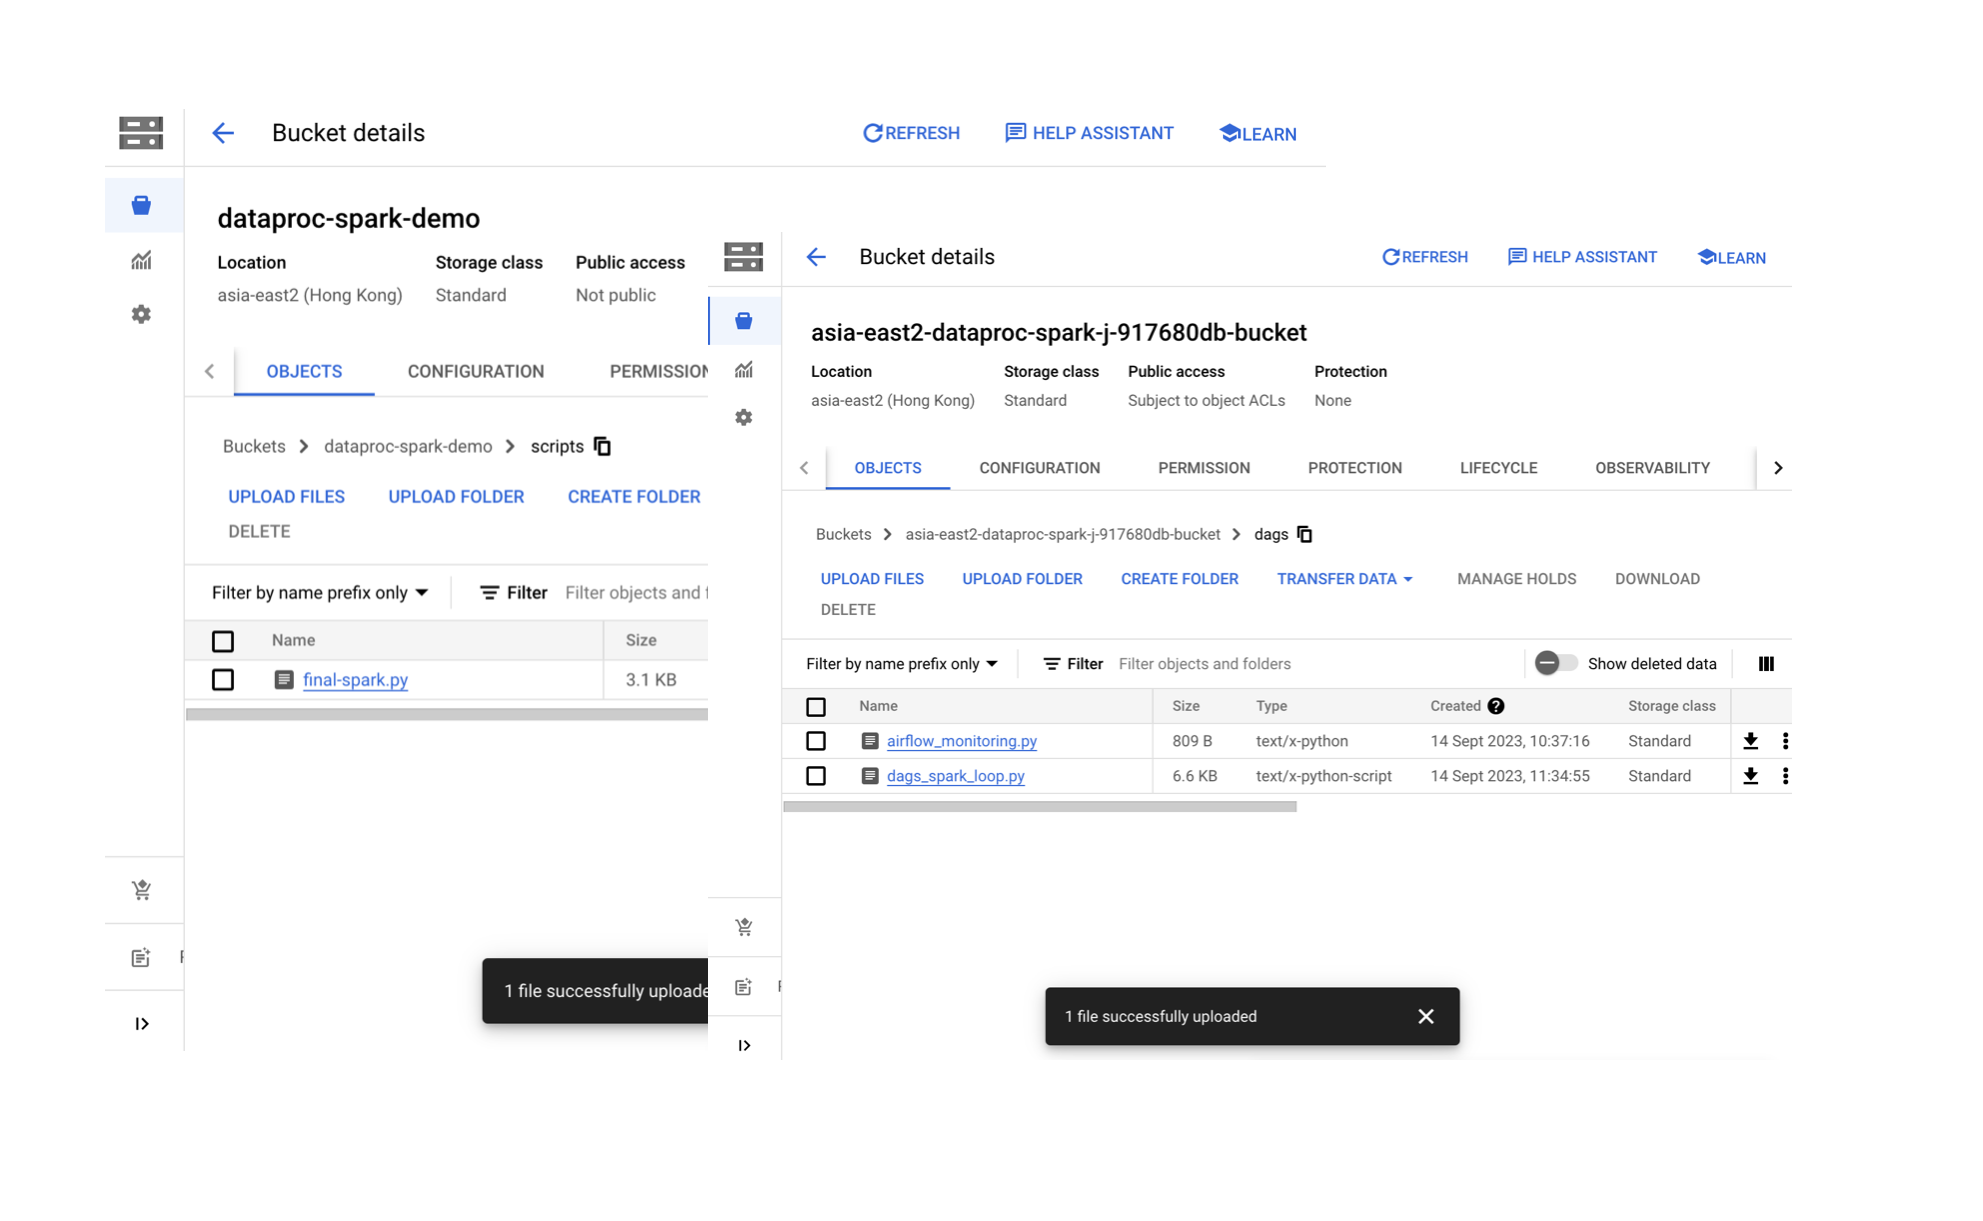 Bucket details
REFRESH HELP ASSISTANT LEARN
dataproc-spark-demo
Location Storage class Public access
asia-east2 (Hong Kong) Standard Not public
OBJECTS CONFIGURATION PERMISSION
Buckets dataproc-spark-demo scripts
UPLOAD FILES UPLOAD FOLDER CREATE FOLDER
DELETE
Filter by name prefix only Filter Filter objects and f
Name Size
final-spark.py 3.1 KB
1 file successfully uploade
Bucket details
REFRESH HELP ASSISTANT LEARN
asia-east2-dataproc-spark-j-917680db-bucket
Location Storage class Public access Protection
asia-east2 (Hong Kong) Standard Subject to object ACLs None
OBJECTS CONFIGURATION PERMISSION PROTECTION LIFECYCLE OBSERVABILITY
Buckets asia-east2-dataproc-spark-j-917680db-bucket dags
UPLOAD FILES UPLOAD FOLDER CREATE FOLDER TRANSFER DATA MANAGE HOLDS DOWNLOAD
DELETE
Filter by name prefix only Filter Filter objects and folders Show deleted data
Name Size Type Created Storage class
airflow_monitoring.py 809 B text/x-python 14 Sept 2023, 10:37:16 Standard
dags_spark_loop.py 6.6 KB text/x-python-script 14 Sept 2023, 11:34:55 Standard
1 file successfully uploaded